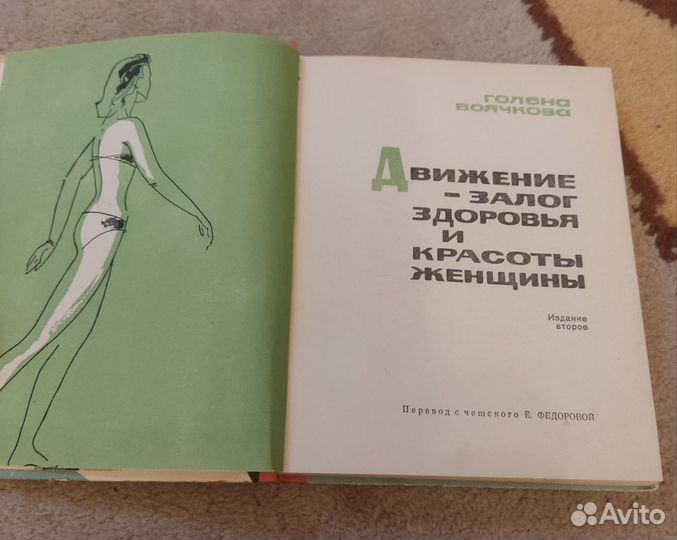 голена
воячкова
Движение
- залог
здоровья
и
красоты
женщины
Издание
второе
Перевод с чешского Е. ФЕДОРОВОЙ
Avito